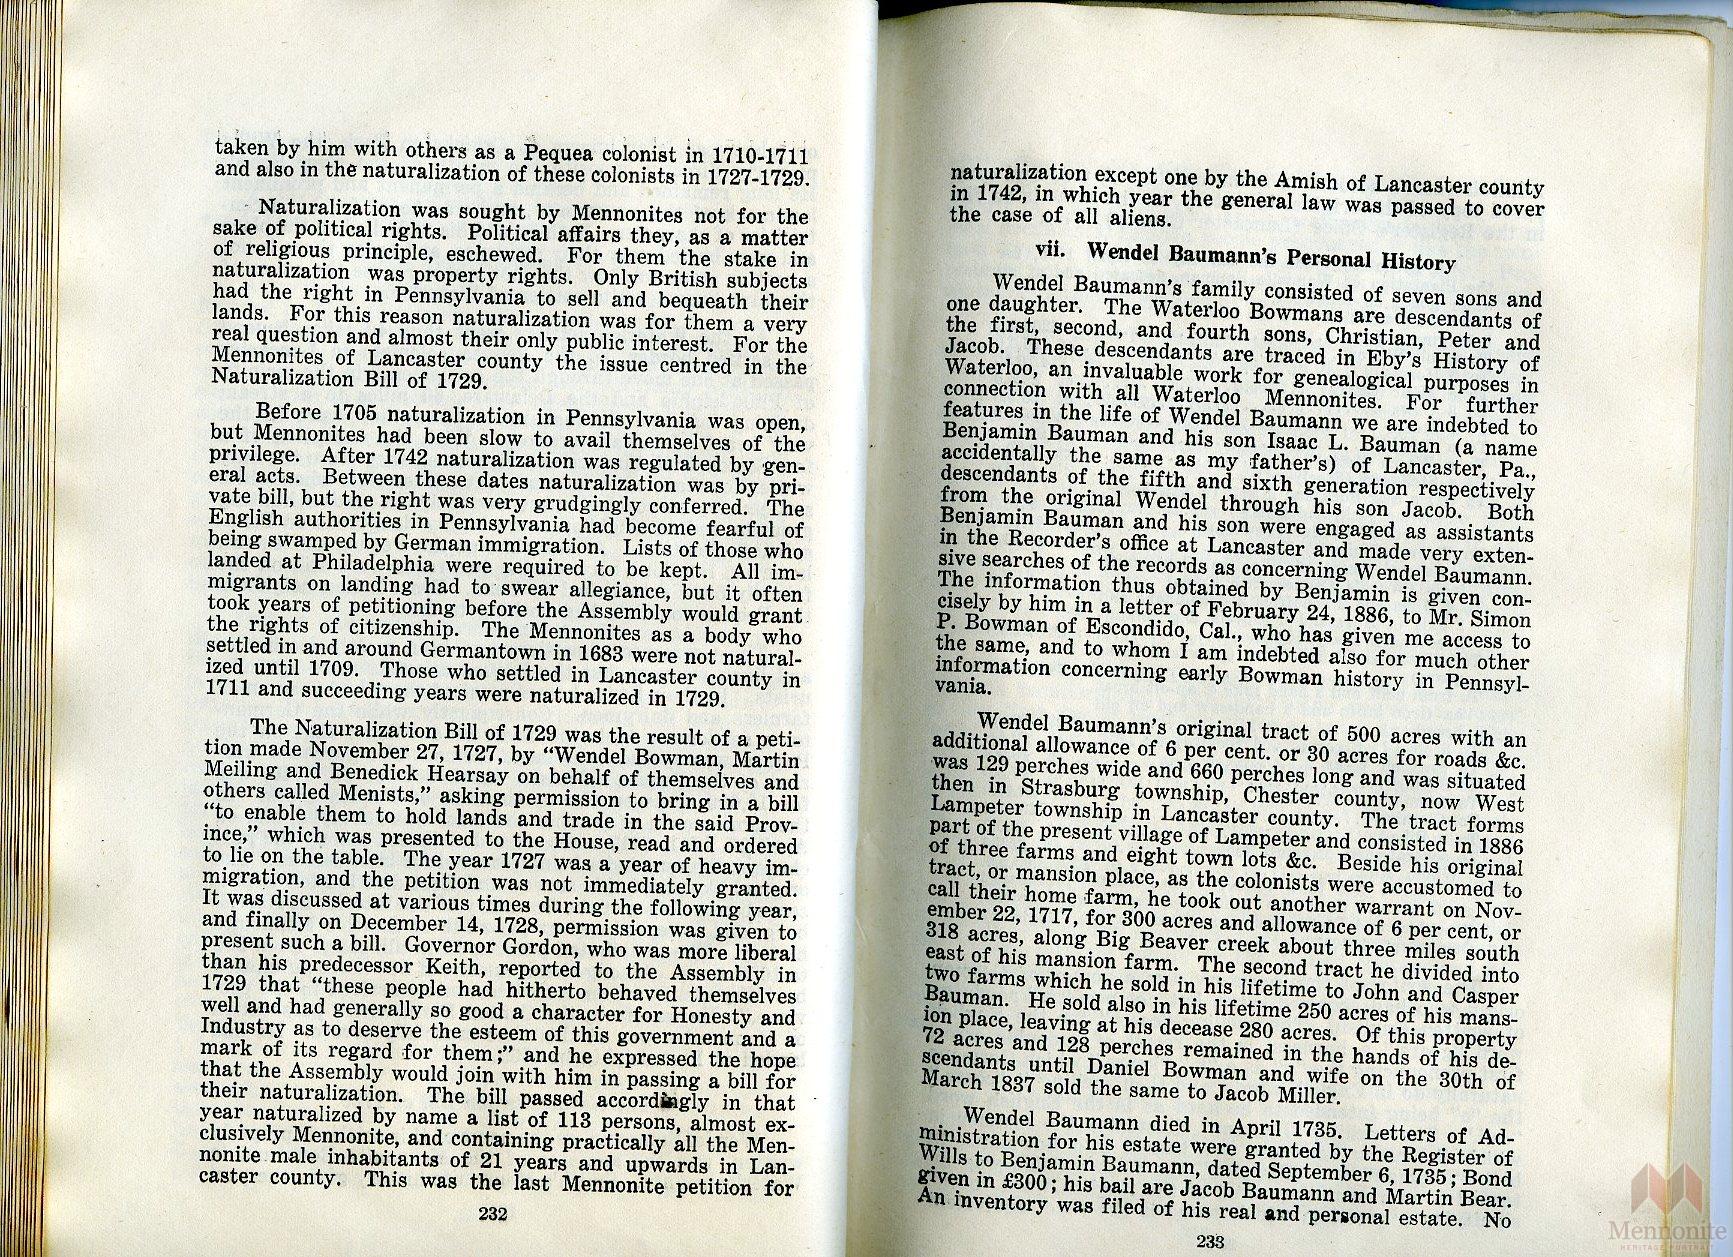 taken by him with others as a Pequea colonist in 1710-1711
and also in the naturalization of these colonists in 1727-1729.
Naturalization was sought by Mennonites not for the
sake of political rights. Political affairs they, as a matter
of religious principle, eschewed. For them the stake in
naturalization was property rights. Only British subjects
had the right in Pennsylvania to sell and bequeath their
lands. For this reason naturalization was for them a very
real question and almost their only public interest. For the
Mennonites of Lancaster county the issue centred in the
Naturalization Bill of 1729.
Before 1705 naturalization in Pennsylvania was open,
but Mennonites had been slow to avail themselves of the
privilege. After 1742 naturalization was regulated by gen-
eral acts. Between these dates naturalization was by pri-
vate bill, but the right was very grudgingly conferred. The
English authorities in Pennsylvania had become fearful of
being swamped by German immigration. Lists of those who
landed at Philadelphia were required to be kept. All im-
migrants on landing had to swear allegiance, but it often
took years of petitioning before the Assembly would grant
the rights of citizenship. The Mennonites as a body who
settled in and around Germantown in 1683 were not natural-
ized until 1709. Those who settled in Lancaster county in
1711 and succeeding years were naturalized in 1729.
The Naturalization Bill of 1729 was the result of a peti-
tion made November 27, 1727, by "Wendel Bowman, Martin
Meiling and Benedick Hearsay on behalf of themselves and
others called Menists," asking permission to bring in a bill
"to enable them to hold lands and trade in the said Prov-
ince," which was presented to the House, read and ordered
to lie on the table. The year 1727 was a year of heavy im-
migration, and the petition was not immediately granted.
It was discussed at various times during the following year,
and finally on December 14, 1728, permission was given to
present such a bill. Governor Gordon, who was more liberal
than his predecessor Keith, reported to the Assembly in
1729 that "these people had hitherto behaved themselves
well and had generally so good a character for Honesty and
Industry as to deserve the esteem of this government and a
mark of its regard for them;" and he expressed the hope
that the Assembly would join with him in passing a bill for
their naturalization. The bill passed accordingly in that
year naturalized by name a list of 113 persons, almost ex-
clusively Mennonite, and containing practically all the Men-
nonite male inhabitants of 21 years and upwards in Lan-
caster county. This was the last Mennonite petition for
232
naturalization except one by the Amish of Lancaster county
in 1742, in which year the general law was passed to cover
the case of all aliens.
vii. Wendel Baumann's Personal History
Wendel Baumann's family consisted of seven sons and
one daughter. The Waterloo Bowmans are descendants of
the first, second, and fourth sons, Christian, Peter and
Jacob. These descendants are traced in Eby's History of
Waterloo, an invaluable work for genealogical purposes in
connection with all Waterloo Mennonites. For further
features in the life of Wendel Baumann we are indebted to
Benjamin Bauman and his son Isaac L. Bauman (a name
accidentally the same as my father's) of Lancaster, Pa.,
descendants of the fifth and sixth generation respectively
from the original Wendel through his son Jacob. Both
Benjamin Bauman and his son were engaged as assistants
in the Recorder's office at Lancaster and made very exten-
sive searches of the records as concerning Wendel Baumann.
The information thus obtained by Benjamin is given con-
cisely by him in a letter of February 24, 1886, to Mr. Simon
P. Bowman of Escondido, Cal., who has given me access to
the same, and to whom I am indebted also for much other
information concerning early Bowman history in Pennsyl-
vania.
Wendel Baumann's original tract of 500 acres with an
additional allowance of 6 per cent. or 30 acres for roads &c.
was 129 perches wide and 660 perches long and was situated
then in Strasburg township, Chester county, now West
Lampeter township in Lancaster county. The tract forms
part of the present village of Lampeter and consisted in 1886
of three farms and eight town lots &c. Beside his original
tract, or mansion place, as the colonists were accustomed to
call their home farm, he took out another warrant on Nov-
ember 22, 1717, for 300 acres and allowance of 6 per cent, or
318 acres, along Big Beaver creek about three miles south
east of his mansion farm. The second tract he divided into
two farms which he sold in his lifetime to John and Casper
Bauman. He sold also in his lifetime 250 acres of his mans-
ion place, leaving at his decease 280 acres. Of this property
72 acres and 128 perches remained in the hands of his de-
scendants until Daniel Bowman and wife on the 30th of
March 1837 sold the same to Jacob Miller.
Wendel Baumann died in April 1735. Letters of Ad-
ministration for his estate were granted by the Register of
Wills to Benjamin Baumann, dated September 6, 1735; Bond
given in £300; his bail are Jacob Baumann and Martin Bear.
An inventory was filed of his real and personal estate. No
233
Mennonite
HERITAGE PORTRAIT